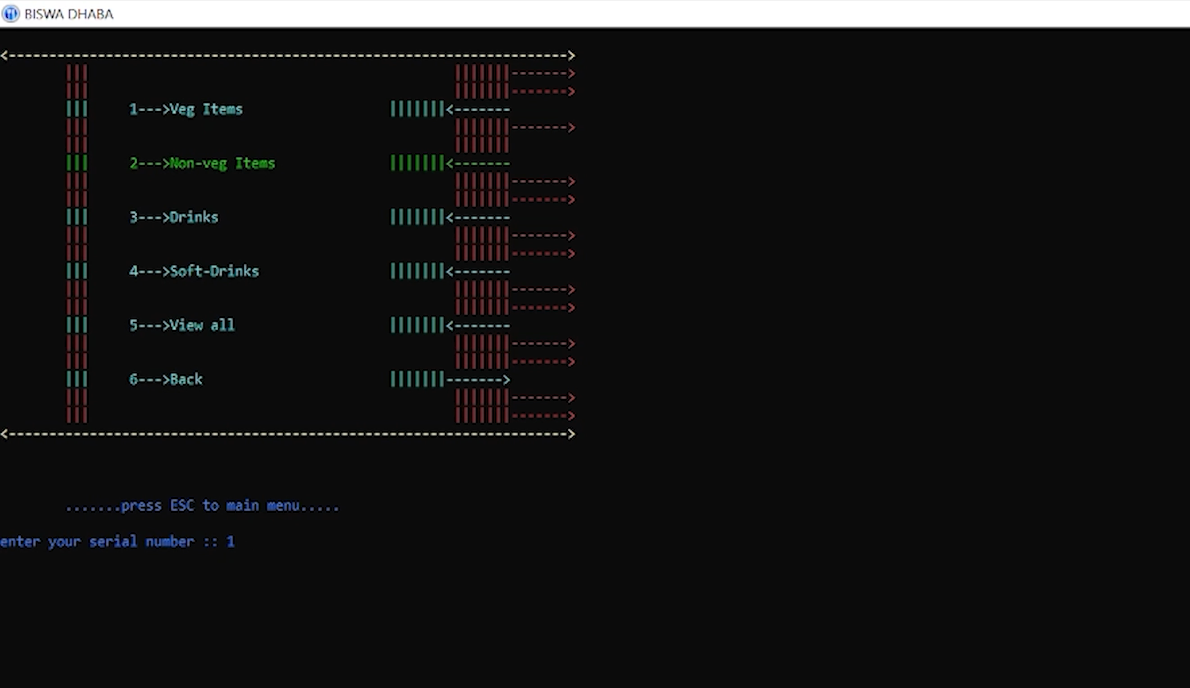 BISWA DHABA
<--------------------------------------------------------------------->
||| |||||||------->
||| |||||||------->
||| 1--->Veg Items |||||||<-------
||| |||||||------->
||| |||||||
||| 2--->Non-veg Items |||||||<-------
||| |||||||------->
||| |||||||------->
||| 3--->Drinks |||||||<-------
||| |||||||------->
||| |||||||------->
||| 4--->Soft-Drinks |||||||<-------
||| |||||||------->
||| |||||||------->
||| 5--->View all |||||||<-------
||| |||||||------->
||| |||||||------->
||| 6--->Back |||||||------->
||| |||||||------->
||| |||||||------->
<--------------------------------------------------------------------->
.......press ESC to main menu.....
enter your serial number :: 1